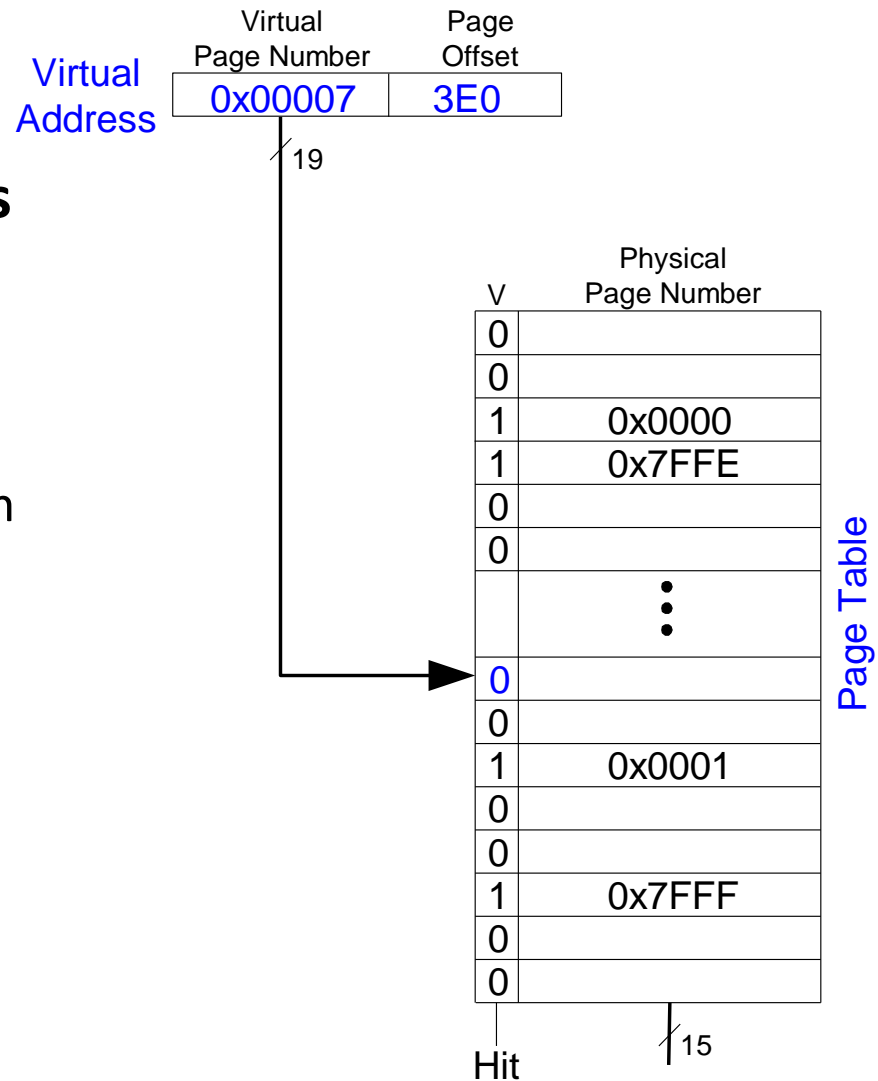 Virtual
Page Number
Page
Offset
Virtual
Address
0x00007
3E0
19
s
V
Physical
Page Number
0
0
1 0x0000
1 0x7FFE
n
0
0
Page Table
0
0
1 0x0001
0
0
1 0x7FFF
0
0
Hit
15